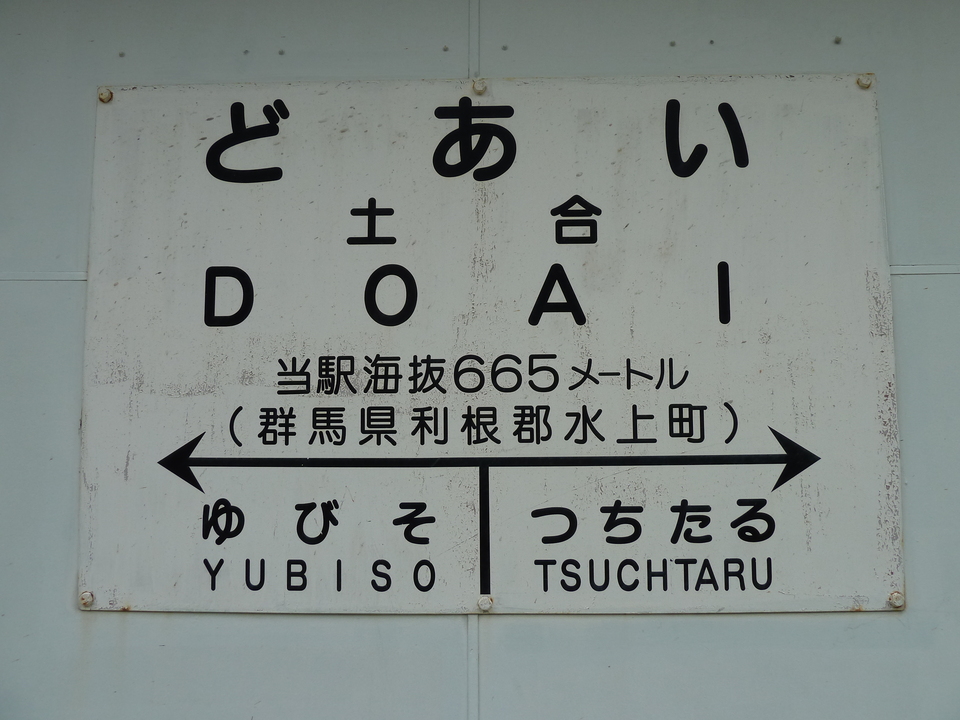 どあい
土合
DOAI
当駅海抜665メートル
(群馬県利根郡水上町)
ゆびそ つちたる
YUBISO TSUCHTARU